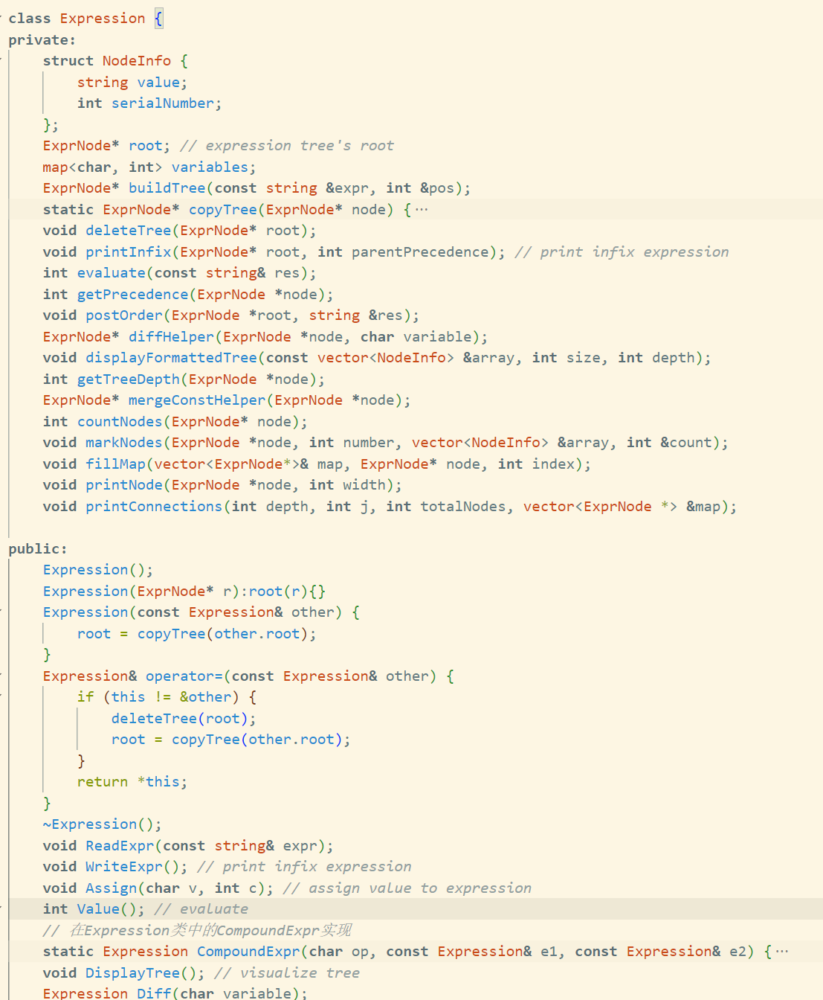 class Expression {
private:
    struct NodeInfo {
        string value;
        int serialNumber;
    };
    ExprNode* root; // expression tree's root
    map<char, int> variables;
    ExprNode* buildTree(const string &expr, int &pos);
    static ExprNode* copyTree(ExprNode* node) {···
    void deleteTree(ExprNode* root);
    void printInfix(ExprNode* root, int parentPrecedence); // print infix expression
    int evaluate(const string& res);
    int getPrecedence(ExprNode *node);
    void postOrder(ExprNode *root, string &res);
    ExprNode* diffHelper(ExprNode *node, char variable);
    void displayFormattedTree(const vector<NodeInfo> &array, int size, int depth);
    int getTreeDepth(ExprNode *node);
    ExprNode* mergeConstHelper(ExprNode *node);
    int countNodes(ExprNode* node);
    void markNodes(ExprNode *node, int number, vector<NodeInfo> &array, int &count);
    void fillMap(vector<ExprNode*>& map, ExprNode* node, int index);
    void printNode(ExprNode *node, int width);
    void printConnections(int depth, int j, int totalNodes, vector<ExprNode *> &map);
public:
    Expression();
    Expression(ExprNode* r):root(r){}
    Expression(const Expression& other) {
        root = copyTree(other.root);
    }
    Expression& operator=(const Expression& other) {
        if (this != &other) {
            deleteTree(root);
            root = copyTree(other.root);
        }
        return *this;
    }
    ~Expression();
    void ReadExpr(const string& expr);
    void WriteExpr(); // print infix expression
    void Assign(char v, int c); // assign value to expression
    int Value(); // evaluate
    // 在Expression类中的CompoundExpr实现
    static Expression CompoundExpr(char op, const Expression& e1, const Expression& e2) {···
    void DisplayTree(); // visualize tree
    Expression Diff(char variable);